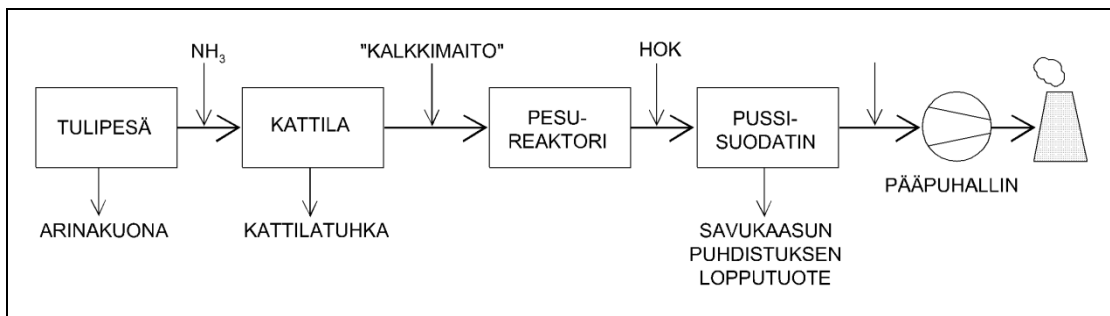 NH₃
"KALKKIMAITO"
HOK
TULIPESÄ
KATTILA
PESU-
REAKTORI
PUSSI-
SUODATIN
PÄÄPUHALLIN
ARINAKUONA
KATTILATUHKA
SAVUKAASUN
PUHDISTUKSEN
LOPPUTUOTE